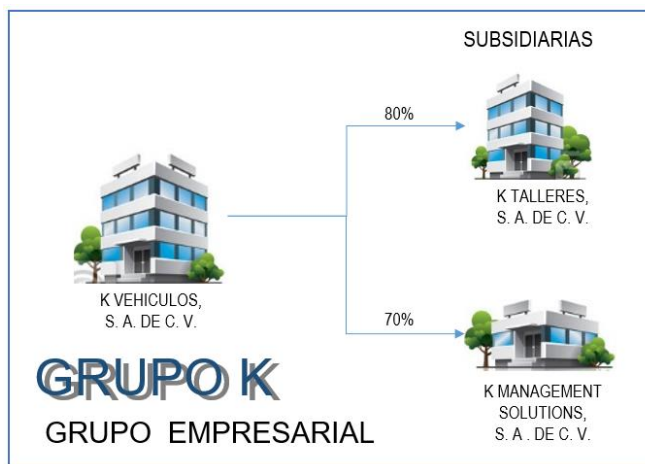 SUBSIDIARIAS
80%
K TALLERES,
S. A. DE C. V.
K VEHICULOS,
S. A. DE C. V.
70%
K MANAGEMENT
SOLUTIONS,
S. A . DE C. V.
GRUPO K
GRUPO EMPRESARIAL